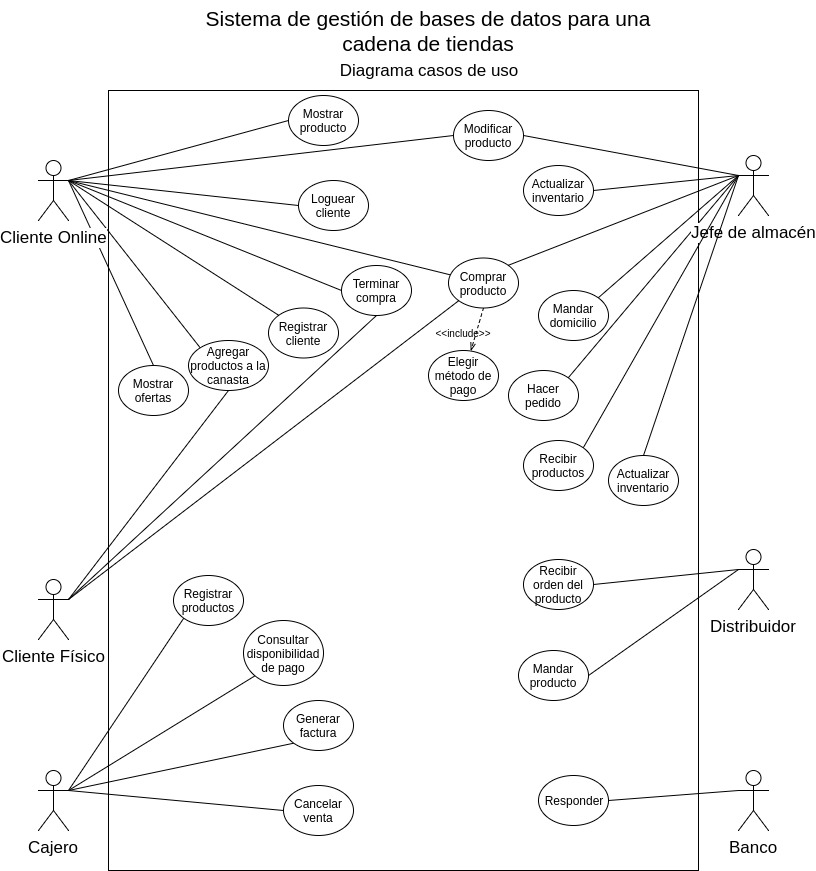 Sistema de gestión de bases de datos para una
cadena de tiendas
Diagrama casos de uso
Mostrar
producto
Modificar
producto
Actualizar
inventario
Loguear
cliente
Cliente Online
Jefe de almacén
Comprar
producto
Terminar
compra
Mandar
domicilio
Registrar
cliente
<<include>>
Agregar
productos a la
canasta
Elegir
método de
pago
Mostrar
ofertas
Hacer
pedido
Recibir
productos
Actualizar
inventario
Recibir
orden del
producto
Registrar
productos
Distribuidor
Cliente Físico
Consultar
disponibilidad
de pago
Mandar
producto
Generar
factura
Cancelar
venta
Responder
Cajero
Banco